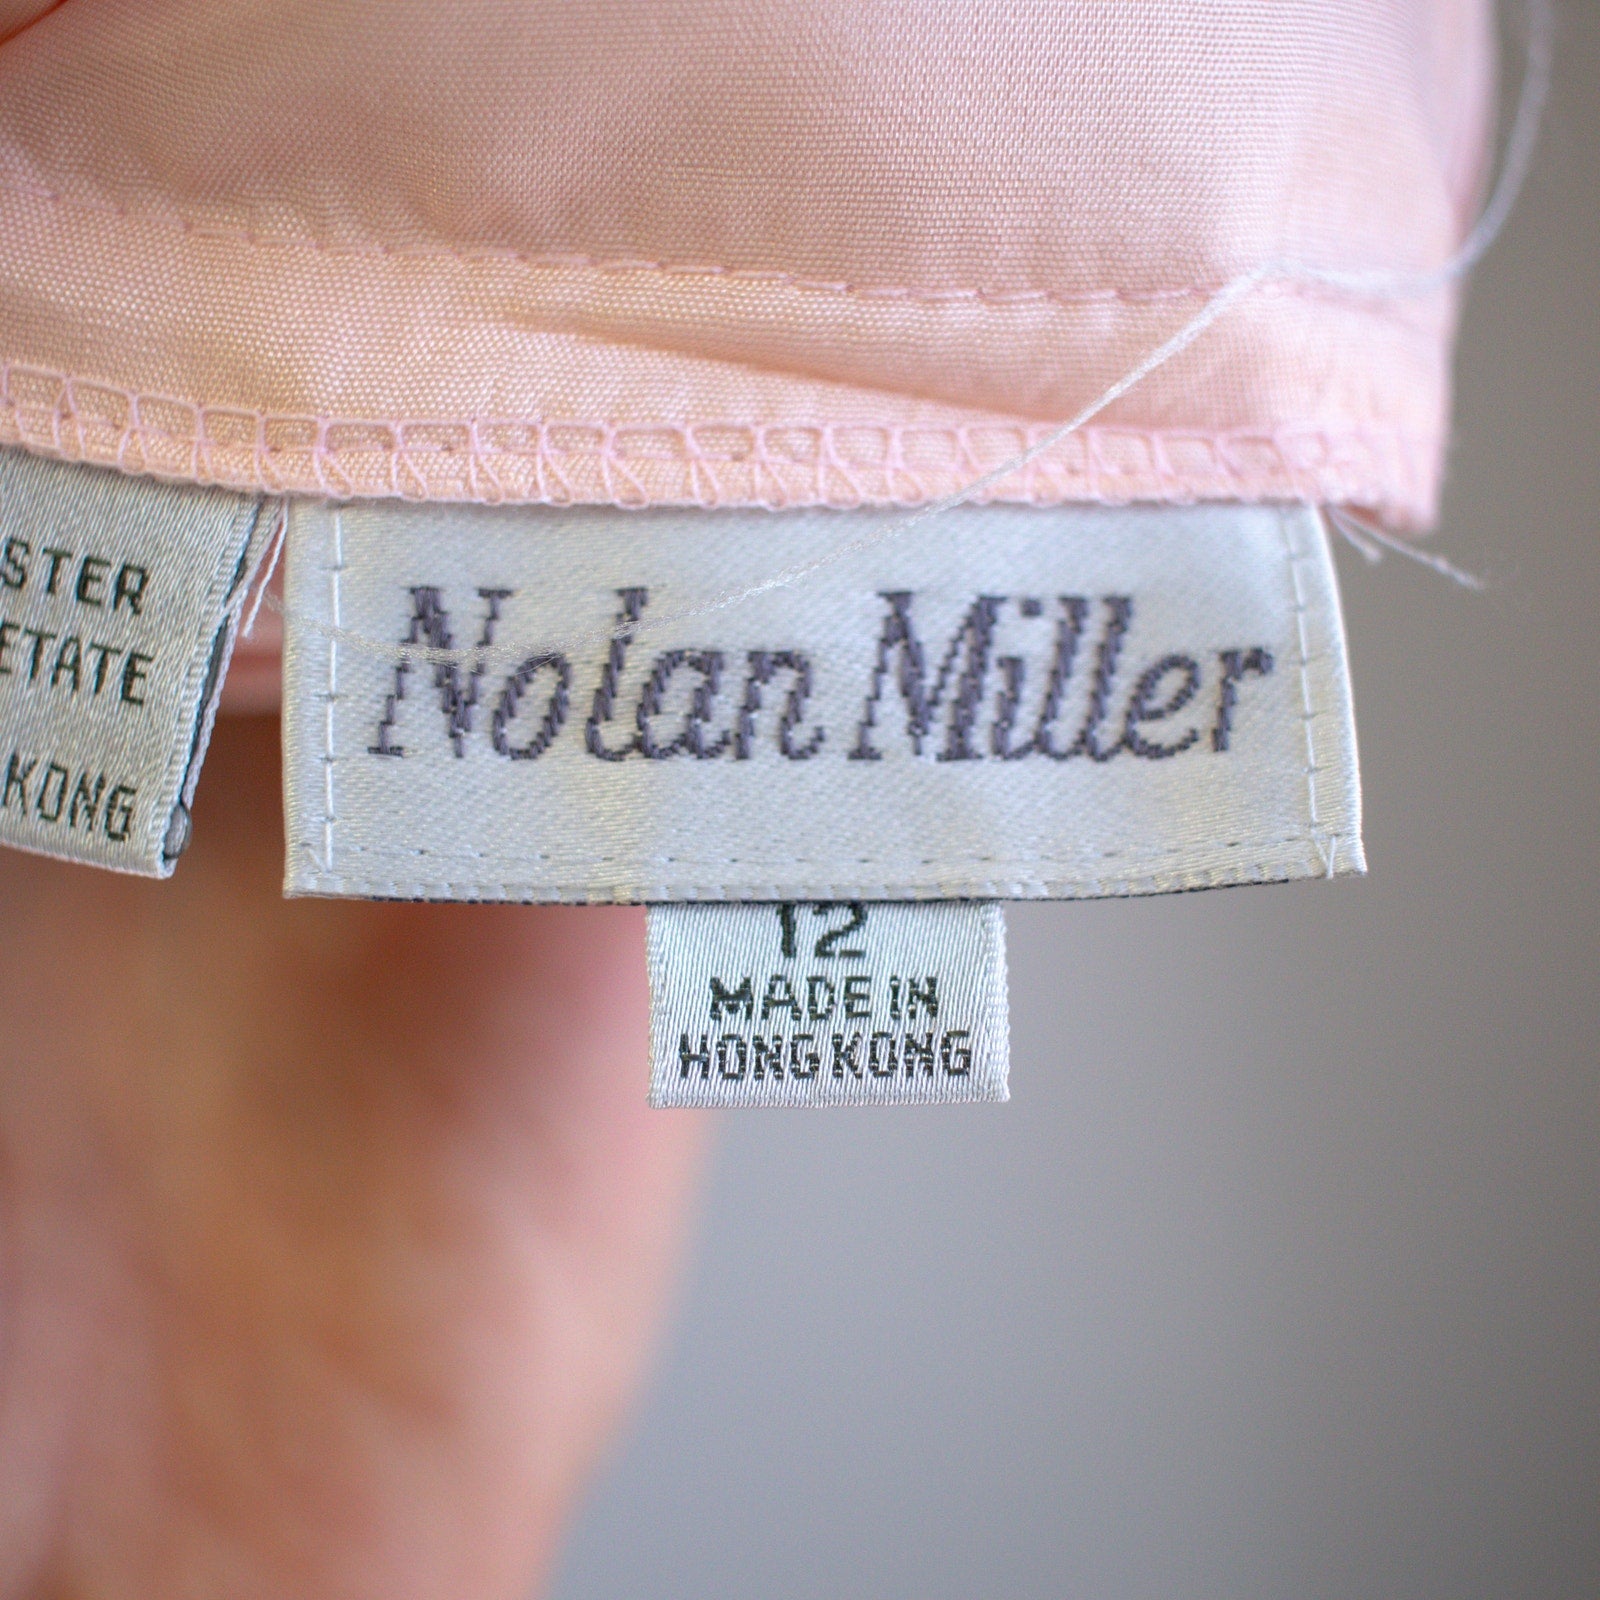 STER
ETATE
KONG
Nolan Miller
12
MADE IN
HONG KONG